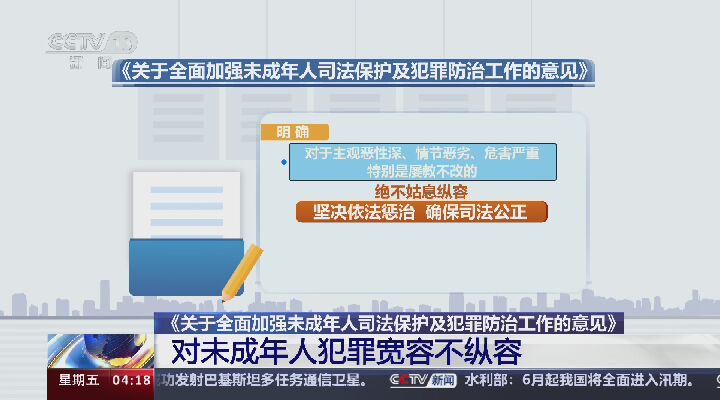 CCTV 13
新闻
《关于全面加强未成年人司法保护及犯罪防治工作的意见》
明确
对于主观恶性深、情节恶劣、危害严重
特别是屡教不改的
绝不姑息纵容
坚决依法惩治 确保司法公正
《关于全面加强未成年人司法保护及犯罪防治工作的意见》
对未成年人犯罪宽容不纵容
星期五 04:18 功发射巴基斯坦多任务通信卫星。 CCTV新闻 水利部：6月起我国将全面进入汛期。